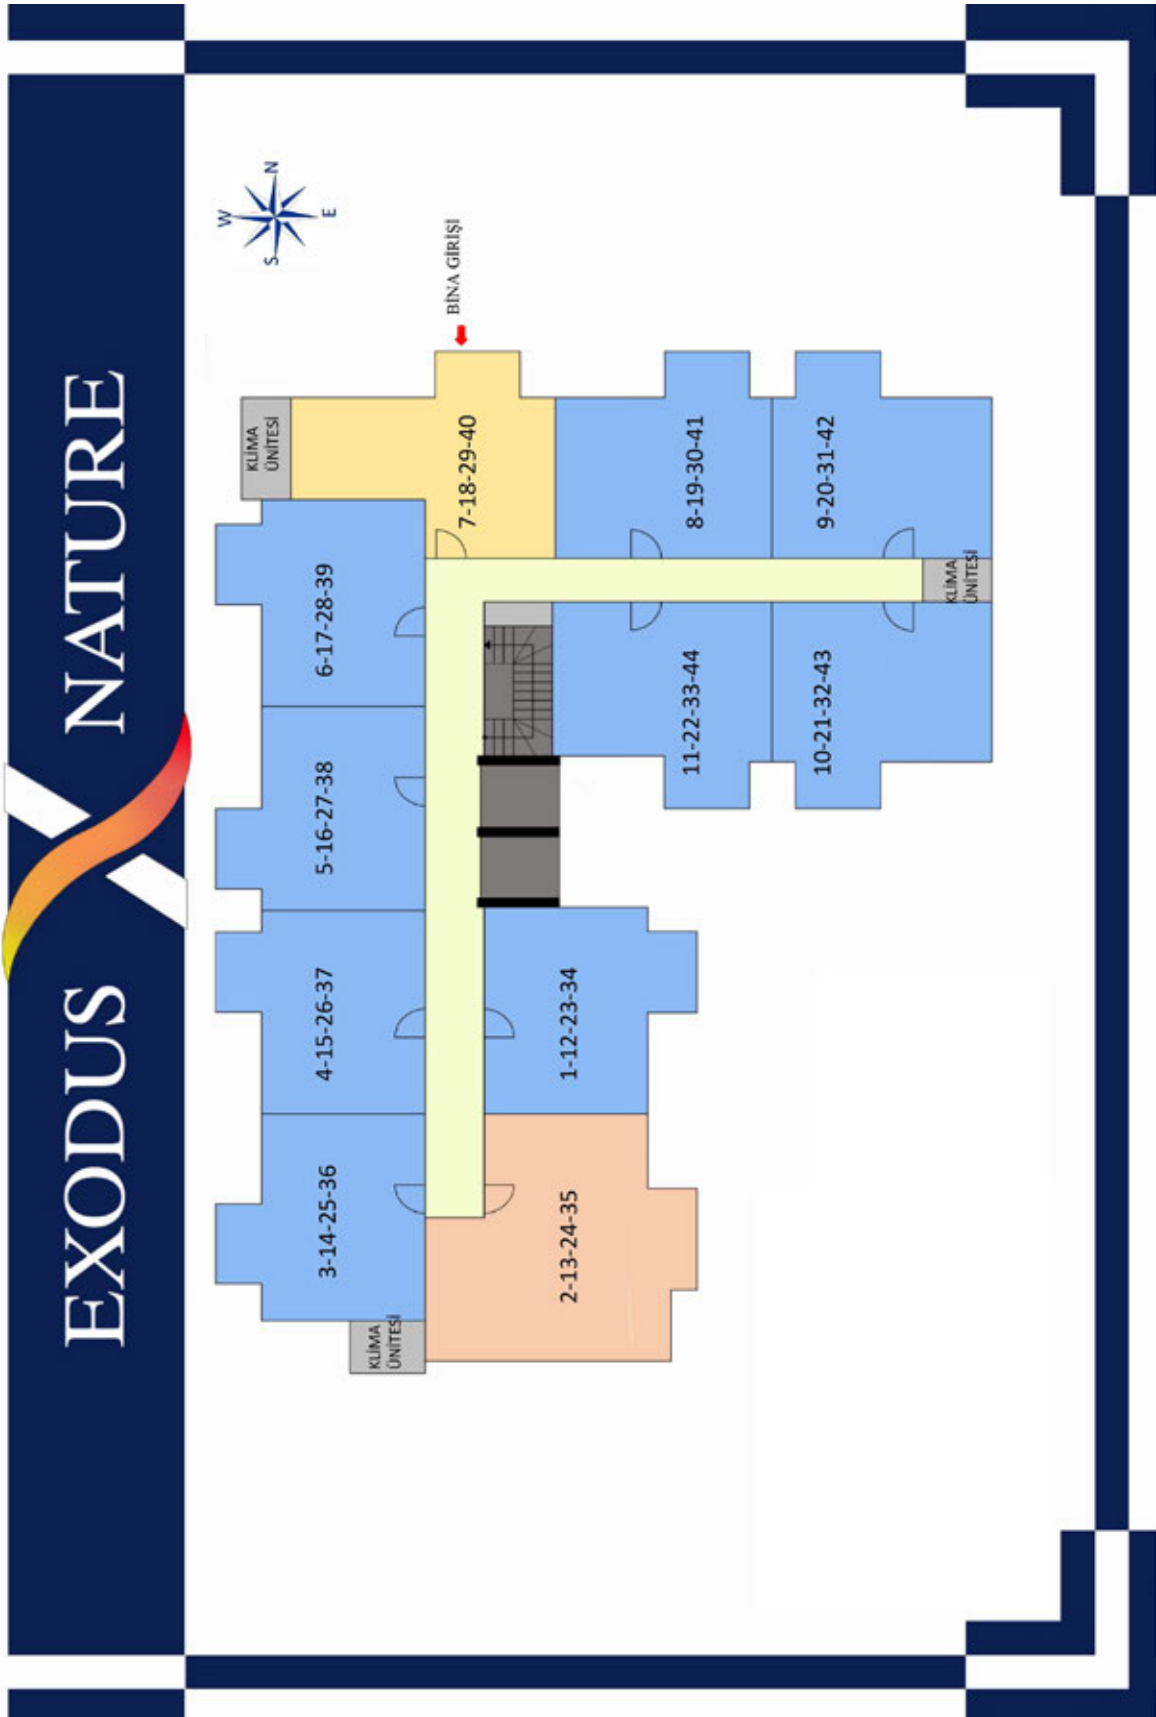 EXODUS NATURE
W
N
S
E
BİNA GİRİŞİ
KLİMA
ÜNİTESİ
7-18-29-40
8-19-30-41
9-20-31-42
6-17-28-39
KLİMA
ÜNİTESİ
5-16-27-38
11-22-33-44
10-21-32-43
4-15-26-37
1-12-23-34
3-14-25-36
2-13-24-35
KLİMA
ÜNİTESİ